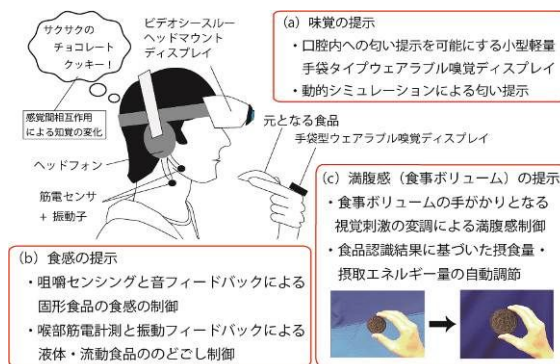 サクサクの
チョコレート
クッキー！
ビデオシースルー
ヘッドマウント
ディスプレイ
感覚間相互作用
による知覚の変化
ヘッドフォン
筋電センサ
+ 振動子
元となる食品
手袋型ウェアラブル嗅覚ディスプレイ
(a) 味覚の提示
・口腔内への匂い提示を可能にする小型軽量
手袋タイプウェアラブル嗅覚ディスプレイ
・動的シミュレーションによる匂い提示
(b) 食感の提示
・咀嚼センシングと音フィードバックによる
固形食品の食感の制御
・喉部筋電計測と振動フィードバックによる
液体・流動食品ののどごし制御
(c) 満腹感（食事ボリューム）の提示
・食事ボリュームの手がかりとなる
視覚刺激の変調による満腹感制御
・食品認識結果に基づいた摂食量・
摂取エネルギー量の自動調節